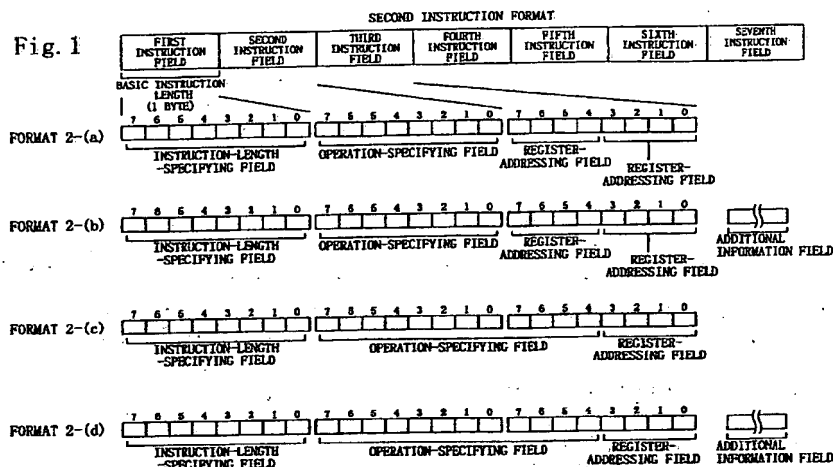 SECOND INSTRUCTION FORMAT
Fig. 1
FIRST INSTRUCTION FIELD
SECOND INSTRUCTION FIELD
THIRD INSTRUCTION FIELD
FOURTH INSTRUCTION FIELD
FIFTH INSTRUCTION FIELD
SIXTH INSTRUCTION FIELD
SEVENTH INSTRUCTION FIELD
BASIC INSTRUCTION LENGTH (1 BYTE)
7 6 5 4 3 2 1 0 7 6 5 4 3 2 1 0 7 6 5 4 3 2 1 0
FORMAT 2-(a)
INSTRUCTION-LENGTH -SPECIFYING FIELD
OPERATION-SPECIFYING FIELD
REGISTER- ADDRESSING FIELD
REGISTER- ADDRESSING FIELD
7 6 5 4 3 2 1 0 7 6 5 4 3 2 1 0 7 6 5 4 3 2 1 0
FORMAT 2-(b)
INSTRUCTION-LENGTH -SPECIFYING FIELD
OPERATION-SPECIFYING FIELD
REGISTER- ADDRESSING FIELD
REGISTER- ADDRESSING FIELD
ADDITIONAL INFORMATION FIELD
7 6 5 4 3 2 1 0 7 6 5 4 3 2 1 0 7 6 5 4 3 2 1 0
FORMAT 2-(c)
INSTRUCTION-LENGTH -SPECIFYING FIELD
OPERATION-SPECIFYING FIELD
REGISTER- ADDRESSING FIELD
7 6 5 4 3 2 1 0 7 6 5 4 3 2 1 0 7 6 5 4 3 2 1 0
FORMAT 2-(d)
INSTRUCTION-LENGTH -SPECIFYING FIELD
OPERATION-SPECIFYING FIELD
REGISTER- ADDRESSING FIELD
ADDITIONAL INFORMATION FIELD